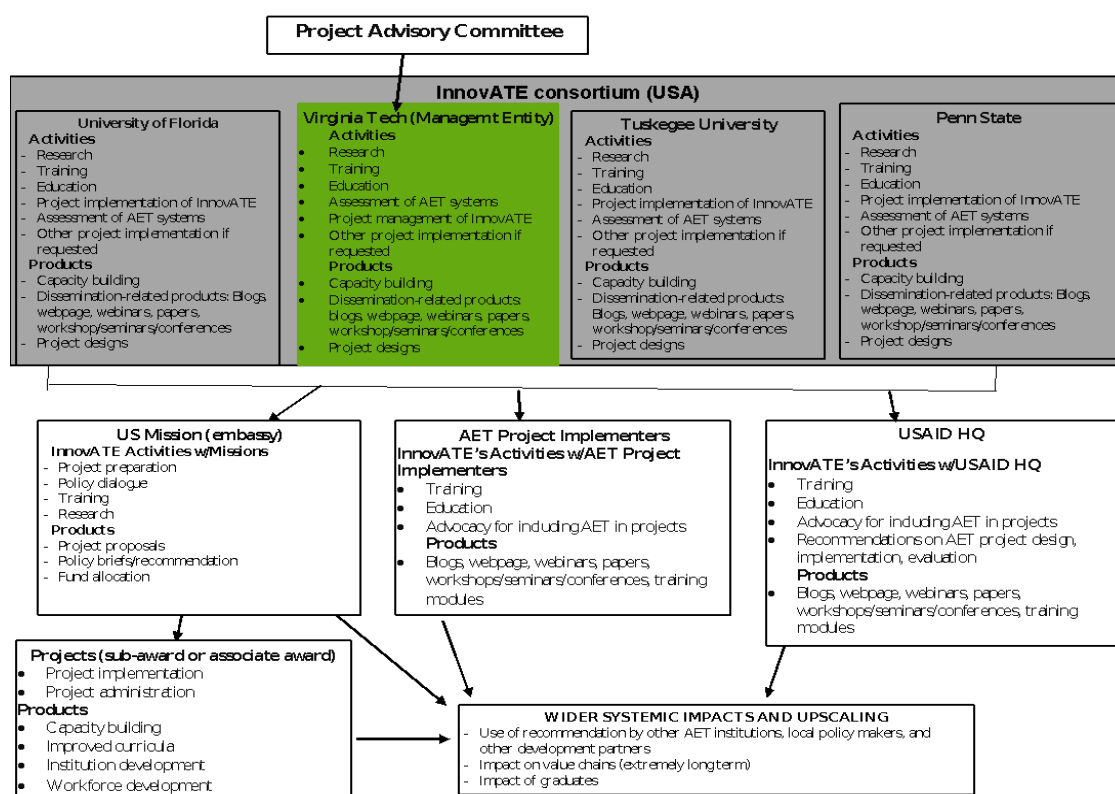 Project Advisory Committee
InnovATE consortium (USA)
University of Florida
Activities
- Research
- Training
- Education
- Project implementation of InnovATE
- Assessment of AET systems
- Other project implementation if
requested
Products
- Capacity building
- Dissemination-related products: Blogs,
webpage, webinars, papers,
workshop/seminars/conferences
- Project designs
Virginia Tech (Managemt Entity)
Activities
• Research
• Training
• Education
• Assessment of AET systems
• Project management of InnovATE
• Other project implementation if
requested
Products
• Capacity building
• Dissemination-related products:
blogs, webpage, webinars, papers,
workshop/seminars/conferences
• Project designs
Tuskegee University
Activities
- Research
- Training
- Education
- Project implementation of InnovATE
- Assessment of AET systems
- Other project implementation if
requested
Products
- Capacity building
- Dissemination-related products:
Blogs, webpage, webinars, papers,
workshop/seminars/conferences
- Project designs
Penn State
Activities
- Research
- Training
- Education
- Project implementation of InnovATE
- Assessment of AET systems
- Other project implementation if
requested
Products
- Capacity building
- Dissemination-related products: Blogs,
webpage, webinars, papers,
workshop/seminars/conferences
- Project designs
US Mission (embassy)
InnovATE Activities w/Missions
- Project preparation
- Policy dialogue
- Training
- Research
Products
- Project proposals
- Policy briefs/recommendation
- Fund allocation
AET Project Implementers
InnovATE's Activities w/AET Project
Implementers
• Training
• Education
• Advocacy for including AET in projects
Products
• Blogs, webpage, webinars, papers,
workshops/seminars/conferences, training
modules
USAID HQ
InnovATE's Activities w/USAID HQ
• Training
• Education
• Advocacy for including AET in projects
• Recommendations on AET project design,
implementation, evaluation
Products
• Blogs, webpage, webinars, papers,
workshops/seminars/conferences, training
modules
Projects (sub-award or associate award)
• Project implementation
• Project administration
Products
• Capacity building
• Improved curricula
• Institution development
• Workforce development
WIDER SYSTEMIC IMPACTS AND UPSCALING
- Use of recommendation by other AET institutions, local policy makers, and
other development partners
- Impact on value chains (extremely long term)
- Impact of graduates